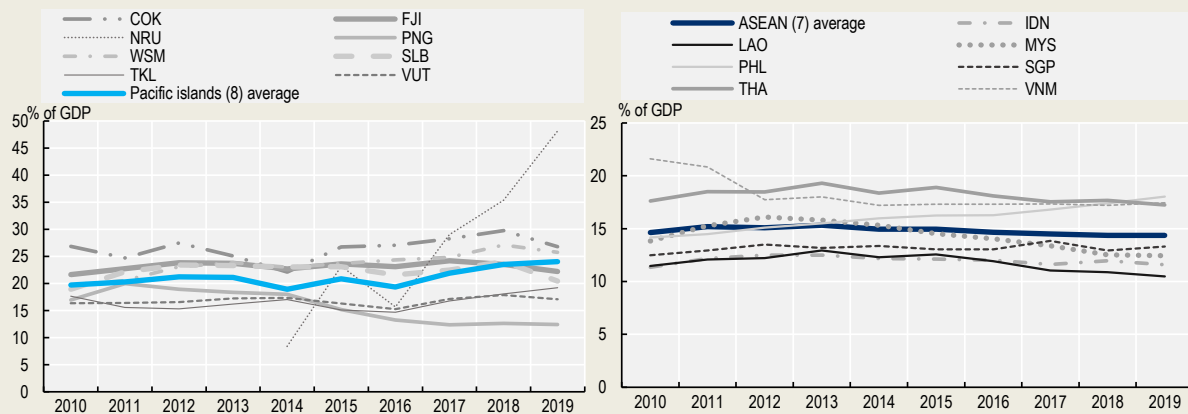 COK FJI
NRU PNG
WSM SLB
TKL VUT
Pacific islands (8) average
% of GDP
50
45
40
35
30
25
20
15
10
5
0
2010 2011 2012 2013 2014 2015 2016 2017 2018 2019
ASEAN (7) average IDN
LAO MYS
PHL SGP
THA VNM
% of GDP
25
20
15
10
5
0
2010 2011 2012 2013 2014 2015 2016 2017 2018 2019